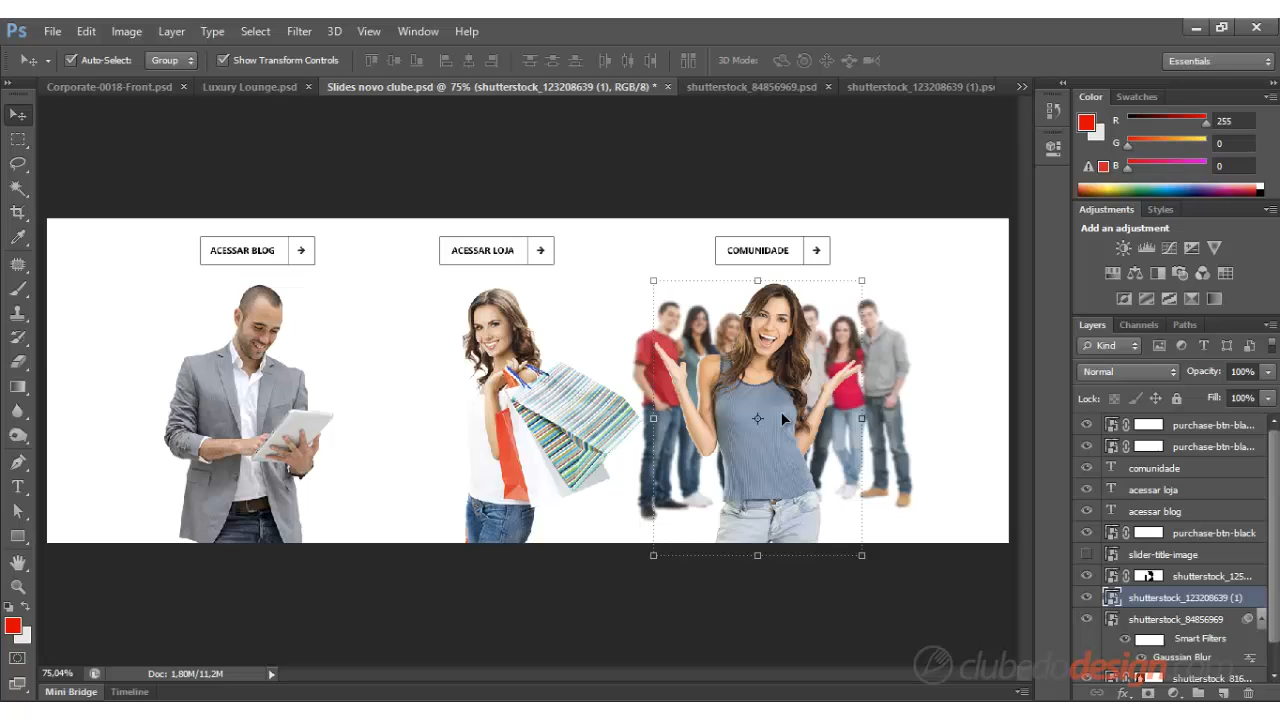 Ps File Edit Image Layer Type Select Filter 3D View Window Help
Auto-Select: Group Show Transform Controls 3D Mode: Essentials
Corporate-0018-Front.psd × Luxury Lounge.psd × Slides novo clube.psd @ 75% (shutterstock_123208639 (1), RGB/8) * × shutterstock_84856969.psd × shutterstock_123208639 (1).ps
Color Swatches
R 255
G 0
B 0
Adjustments Styles
Add an adjustment
ACESSAR BLOG
ACESSAR LOJA
COMUNIDADE
Layers Channels Paths
Kind
Normal Opacity: 100%
Lock: Fill: 100%
purchase-btn-bla...
purchase-btn-bla...
comunidade
acessar loja
acessar blog
purchase-btn-black
slider-title-image
shutterstock_125...
shutterstock_123208639 (1)
shutterstock_84856969
Smart Filters
Gaussian Blur
shutterstock_816...
clubedodesign.com
75,04% Doc: 1,80M/11,2M
Mini Bridge Timeline